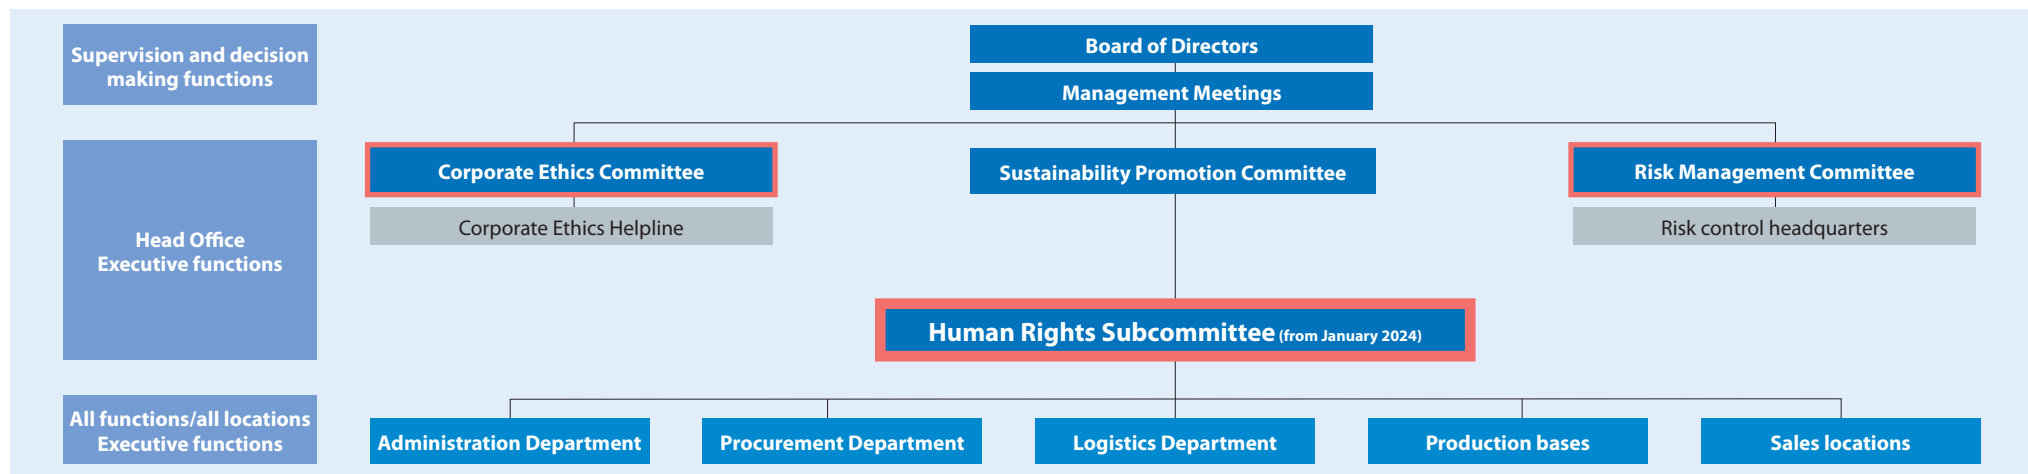 Supervision and decision
making functions
Board of Directors
Management Meetings
Head Office
Executive functions
Corporate Ethics Committee
Sustainability Promotion Committee
Risk Management Committee
Corporate Ethics Helpline
Risk control headquarters
Human Rights Subcommittee (from January 2024)
All functions/all locations
Executive functions
Administration Department
Procurement Department
Logistics Department
Production bases
Sales locations